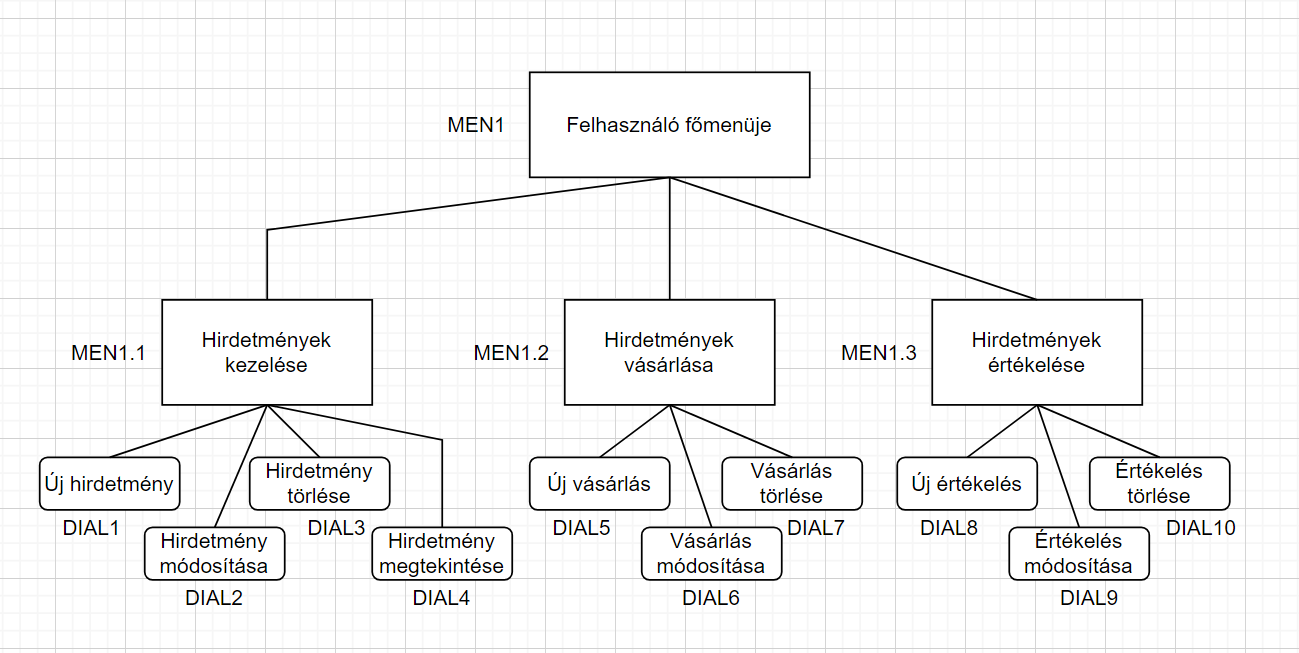 MEN1
Felhasználó főmenüje
MEN1.1
Hirdetmények
kezelése
MEN1.2
Hirdetmények
vásárlása
MEN1.3
Hirdetmények
értékelése
Új hirdetmény
DIAL1
Hirdetmény
módosítása
DIAL2
Hirdetmény
törlése
DIAL3
Hirdetmény
megtekintése
DIAL4
Új vásárlás
DIAL5
Vásárlás
módosítása
DIAL6
Vásárlás
törlése
DIAL7
Új értékelés
DIAL8
Értékelés
módosítása
DIAL9
Értékelés
törlése
DIAL10